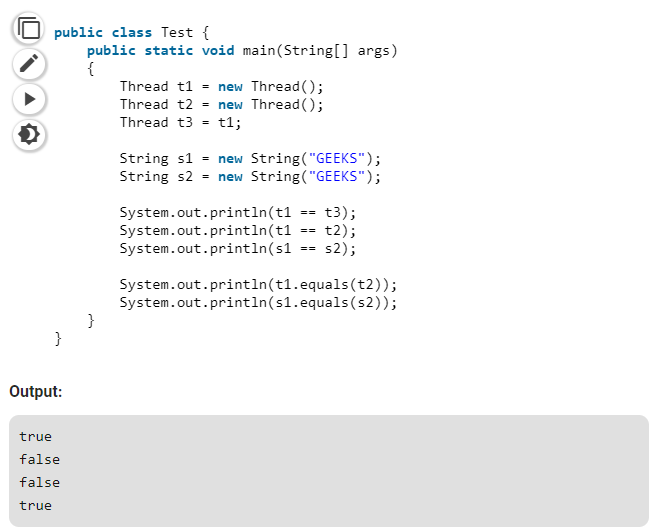 public class Test {
    public static void main(String[] args)
    {
        Thread t1 = new Thread();
        Thread t2 = new Thread();
        Thread t3 = t1;

        String s1 = new String("GEEKS");
        String s2 = new String("GEEKS");

        System.out.println(t1 == t3);
        System.out.println(t1 == t2);
        System.out.println(s1 == s2);

        System.out.println(t1.equals(t2));
        System.out.println(s1.equals(s2));
    }
}
Output:
true
false
false
true